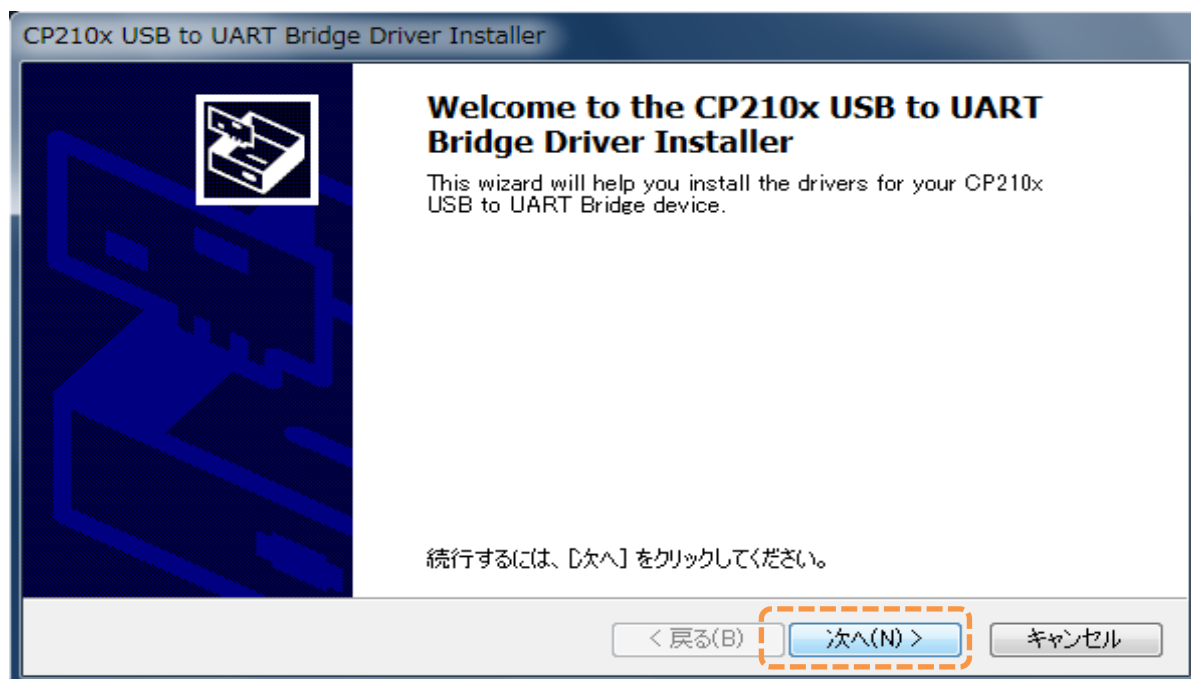 CP210x USB to UART Bridge Driver Installer
Welcome to the CP210x USB to UART
Bridge Driver Installer
This wizard will help you install the drivers for your CP210x
USB to UART Bridge device.
続行するには、[次へ] をクリックしてください。
< 戻る(B) 次へ(N) > キャンセル